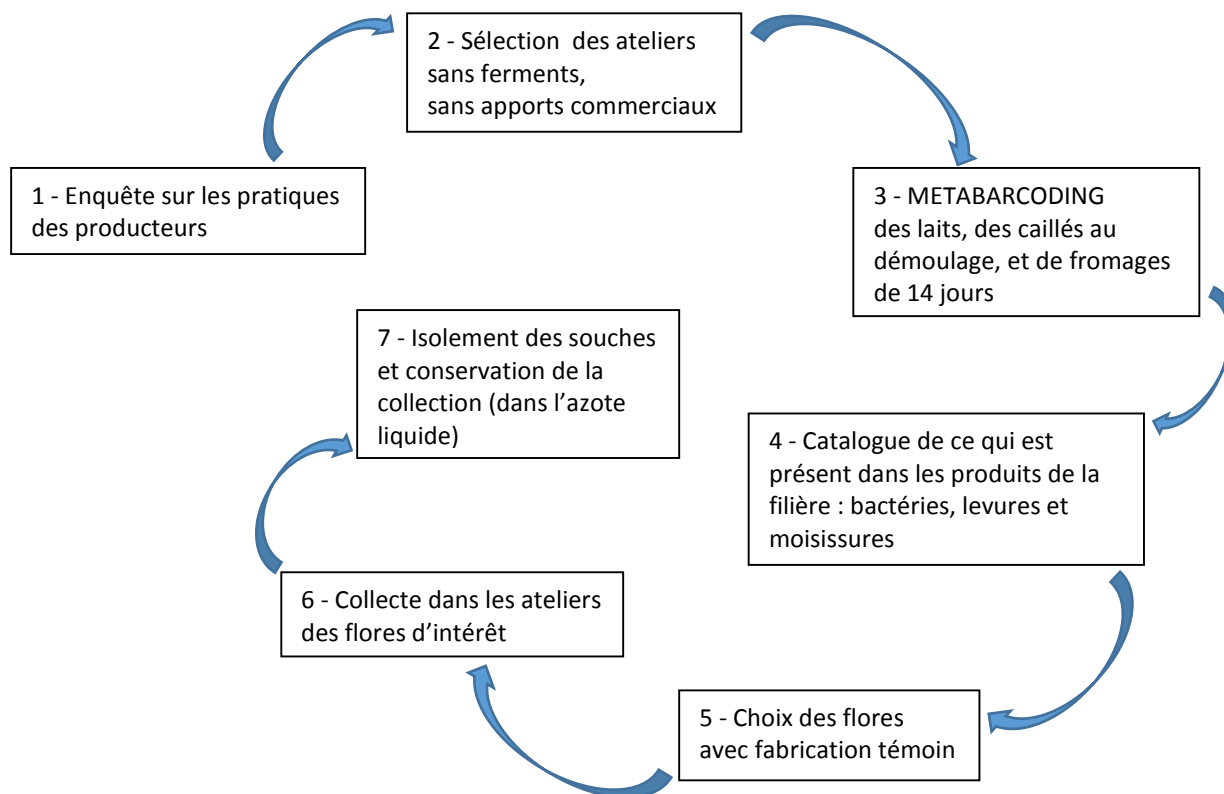 1 - Enquête sur les pratiques
des producteurs
2 - Sélection des ateliers
sans ferments,
sans apports commerciaux
3 - METABARCODING
des laits, des caillés au
démoulage, et de fromages
de 14 jours
4 - Catalogue de ce qui est
présent dans les produits de la
filière : bactéries, levures et
moisissures
5 - Choix des flores
avec fabrication témoin
6 - Collecte dans les ateliers
des flores d’intérêt
7 - Isolement des souches
et conservation de la
collection (dans l’azote
liquide)